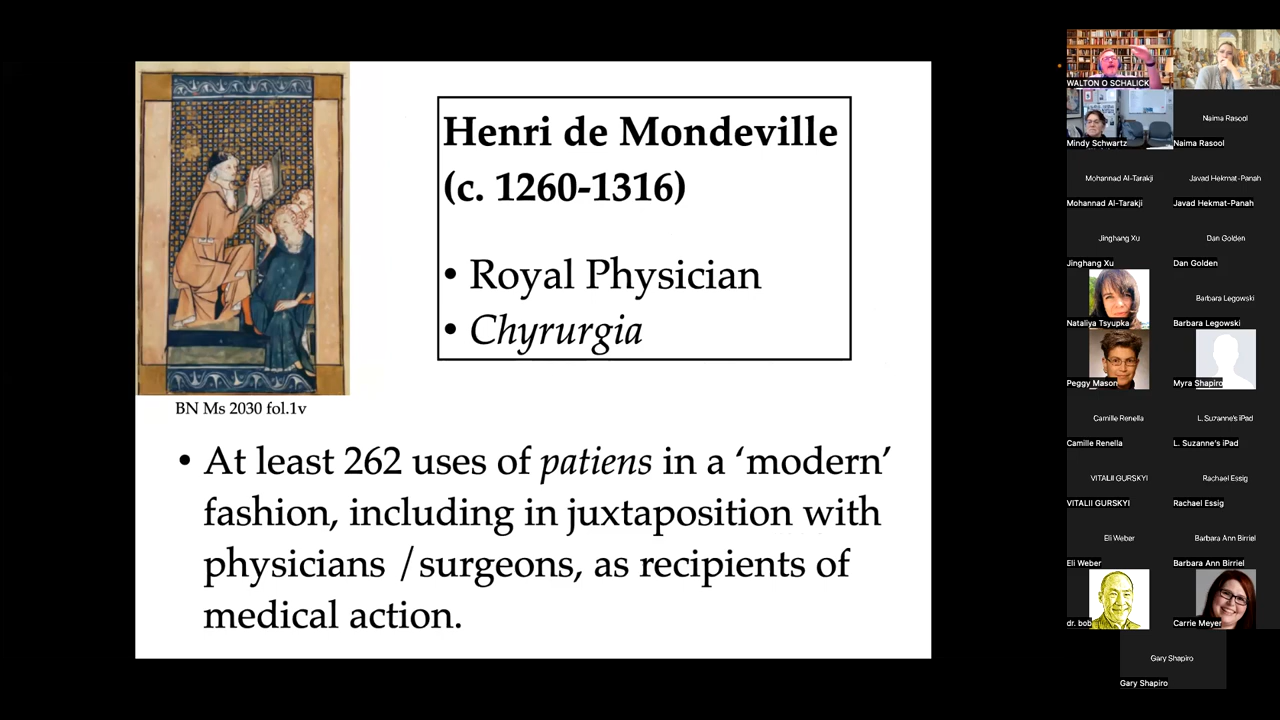 Henri de Mondeville
(c. 1260-1316)
• Royal Physician
• Chyrurgia
BN Ms 2030 fol.1v
• At least 262 uses of patiens in a ‘modern’
fashion, including in juxtaposition with
physicians / surgeons, as recipients of
medical action.
WALTON O SCHALICK
Mindy Schwartz
Naima Rasool
Naima Rasool
Mohannad Al-Tarakji
Mohannad Al-Tarakji
Javad Hekmat-Panah
Javad Hekmat-Panah
Jinghang Xu
Jinghang Xu
Dan Golden
Dan Golden
Nataliya Tsyupka
Barbara Legowski
Barbara Legowski
Peggy Mason
Myra Shapiro
Camille Renella
Camille Renella
L. Suzanne's iPad
L. Suzanne's iPad
VITALII GURSKYI
VITALII GURSKYI
Rachael Essig
Rachael Essig
Eli Weber
Eli Weber
Barbara Ann Birriel
Barbara Ann Birriel
dr. bob
Carrie Meyer
Gary Shapiro
Gary Shapiro